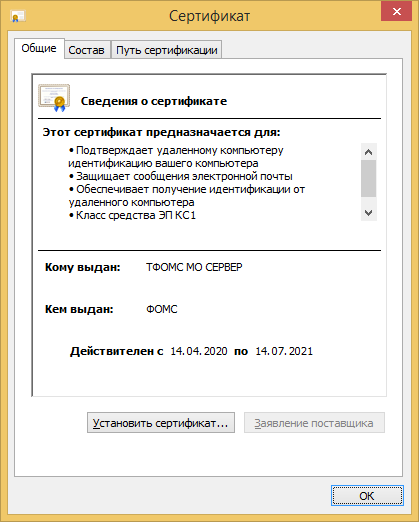 Сертификат
Общие Состав Путь сертификации
Сведения о сертификате
Этот сертификат предназначается для:
• Подтверждает удаленному компьютеру
идентификацию вашего компьютера
• Защищает сообщения электронной почты
• Обеспечивает получение идентификации от
удаленного компьютера
• Класс средства ЭП КС1
Кому выдан: ТФОМС МО СЕРВЕР
Кем выдан: ФОМС
Действителен с 14.04.2020 по 14.07.2021
Установить сертификат... Заявление поставщика
ОК